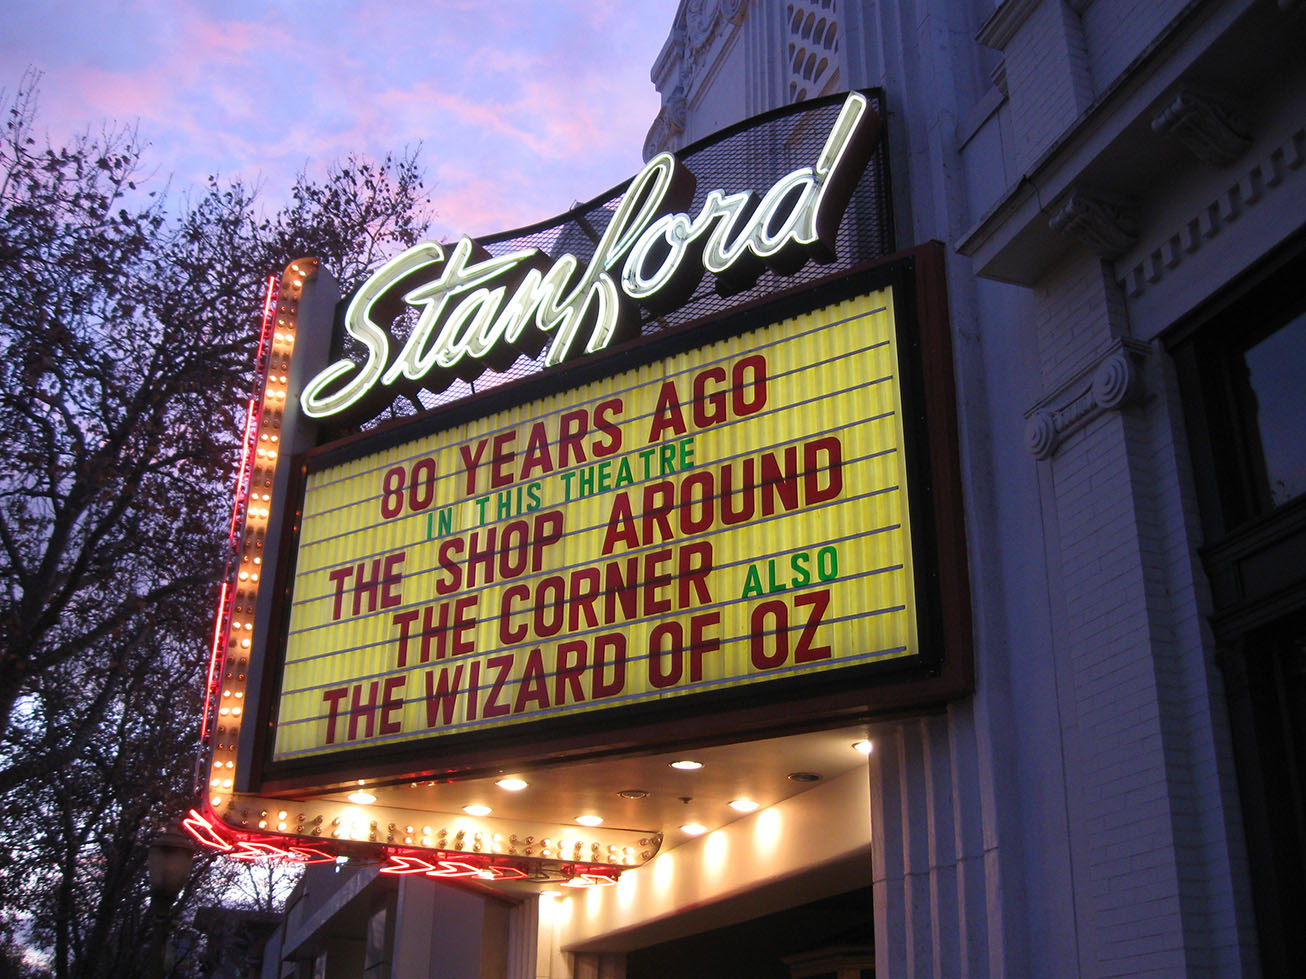 Stanford
80 YEARS AGO
IN THIS THEATRE
THE SHOP AROUND
THE CORNER ALSO
THE WIZARD OF OZ